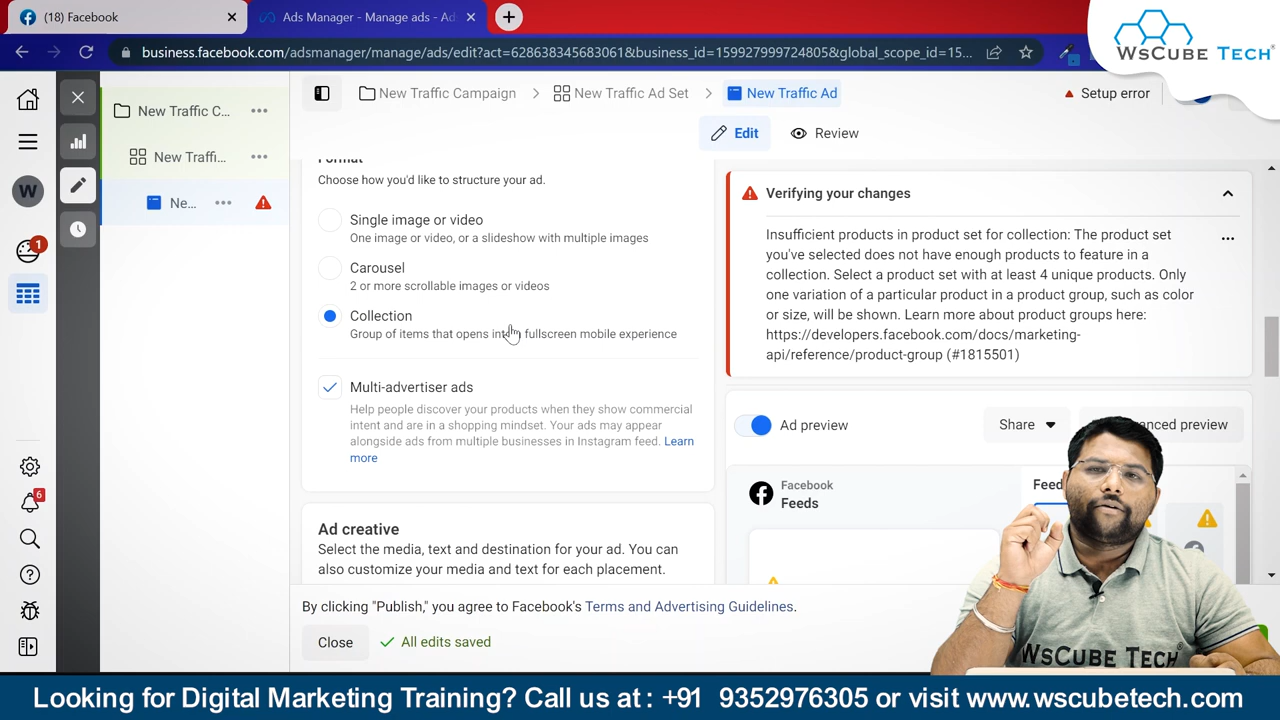 (18) Facebook
Ads Manager - Manage ads - Ad
WsCUBE TECH
business.facebook.com/adsmanager/manage/ads/edit?act=628638345683061&business_id=159927999724805&global_scope_id=15...
New Traffic C...
New Traffi...
Ne...
W
1
6
New Traffic Campaign > New Traffic Ad Set > New Traffic Ad
Setup error
Edit
Review
Format
Choose how you'd like to structure your ad.
Single image or video
One image or video, or a slideshow with multiple images
Carousel
2 or more scrollable images or videos
Collection
Group of items that opens into fullscreen mobile experience
Multi-advertiser ads
Help people discover your products when they show commercial
intent and are in a shopping mindset. Your ads may appear
alongside ads from multiple businesses in Instagram feed. Learn
more
Ad creative
Select the media, text and destination for your ad. You can
also customize your media and text for each placement.
Verifying your changes
Insufficient products in product set for collection: The product set
you've selected does not have enough products to feature in a
collection. Select a product set with at least 4 unique products. Only
one variation of a particular product in a product group, such as color
or size, will be shown. Learn more about product groups here:
https://developers.facebook.com/docs/marketing-
api/reference/product-group (#1815501)
Ad preview
Share
anced preview
Facebook
Feeds
Feed
By clicking "Publish," you agree to Facebook's Terms and Advertising Guidelines.
Close
All edits saved
WSCUBE TECH
Looking for Digital Marketing Training? Call us at : +91 9352976305 or visit www.wscubetech.com